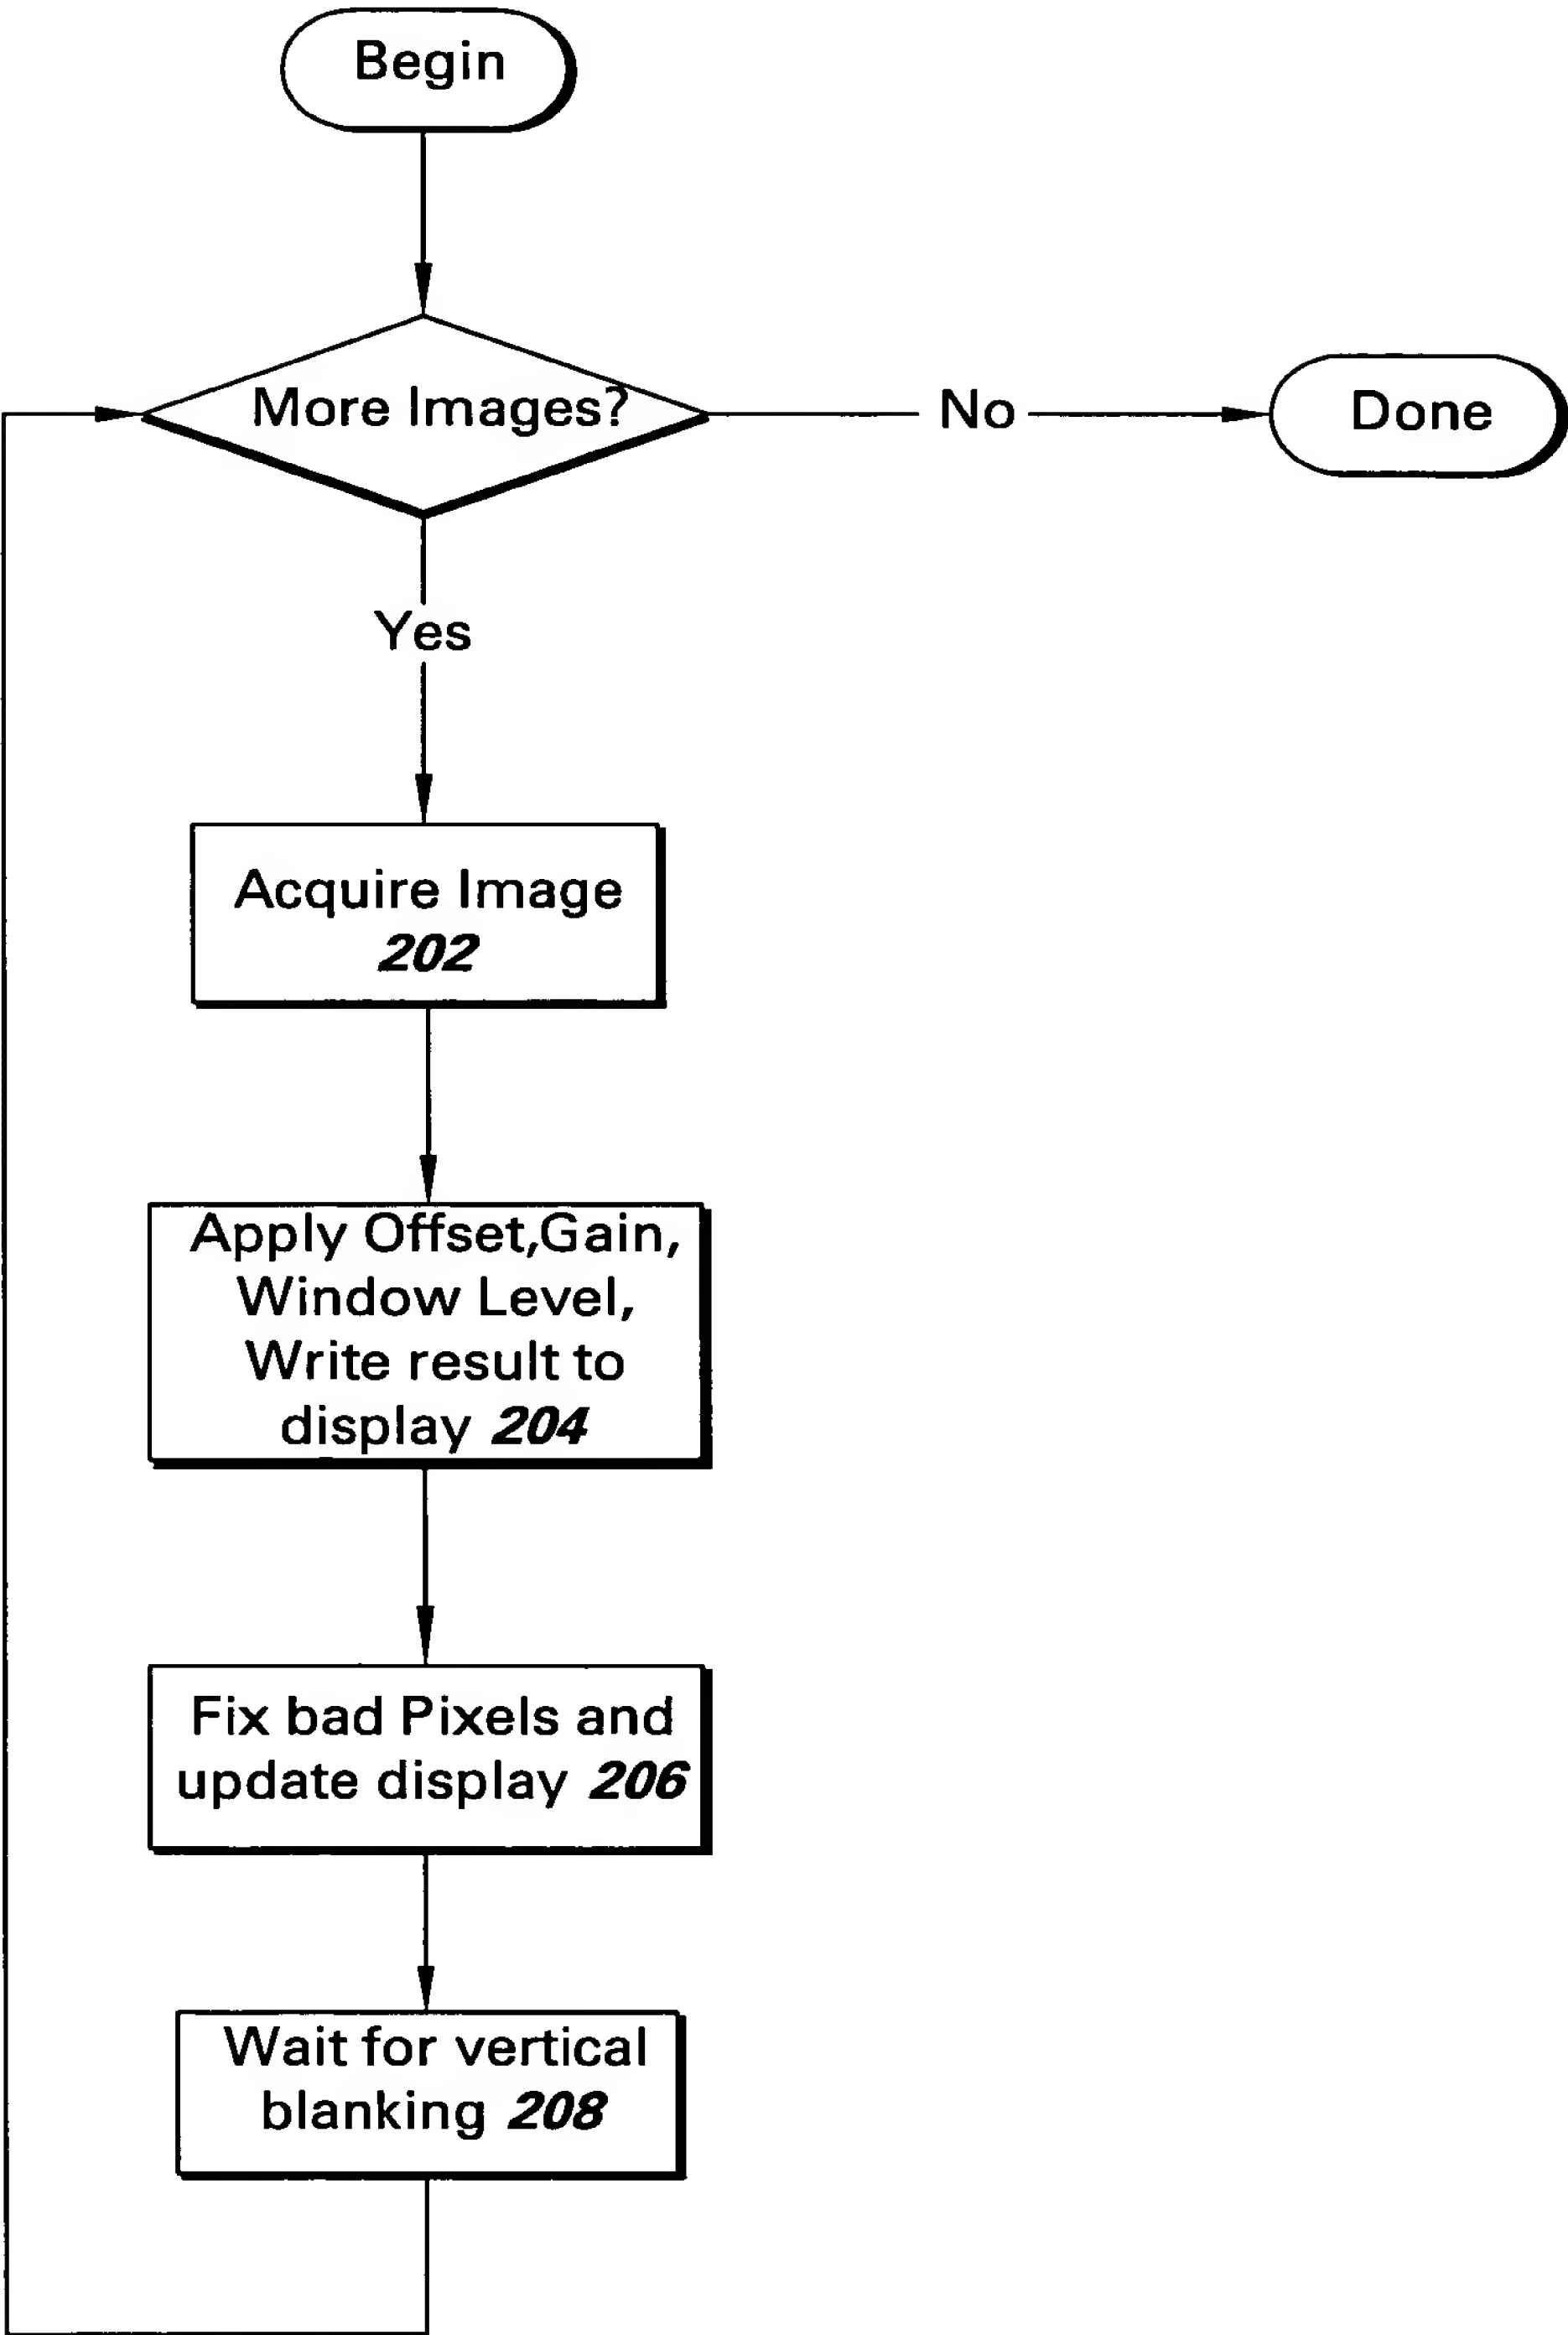 Begin
More Images?
No
Done
Yes
Acquire Image
202
Apply Offset,Gain,
Window Level,
Write result to
display 204
Fix bad Pixels and
update display 206
Wait for vertical
blanking 208